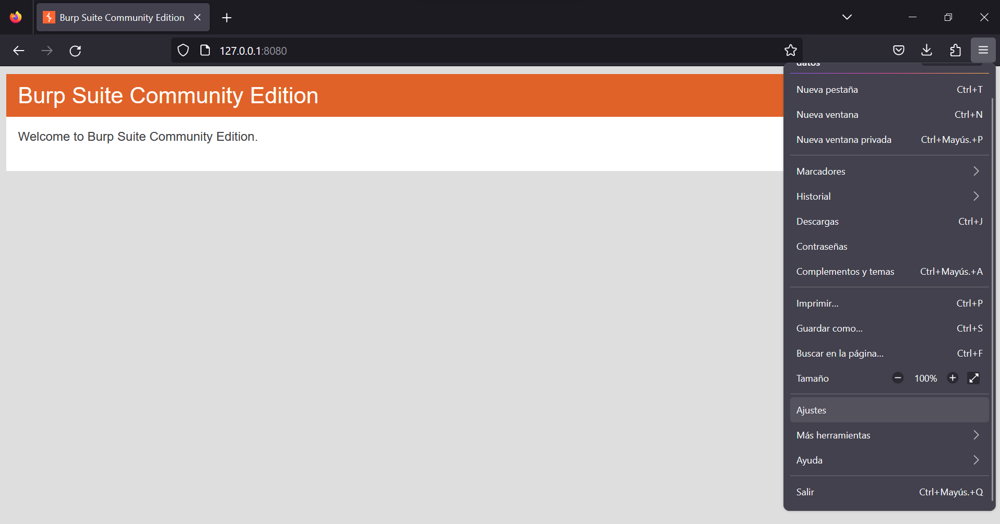 Burp Suite Community Edition
127.0.0.1:8080
datos
Burp Suite Community Edition
Welcome to Burp Suite Community Edition.
Nueva pestaña Ctrl+T
Nueva ventana Ctrl+N
Nueva ventana privada Ctrl+Mayús.+P
Marcadores
Historial
Descargas Ctrl+J
Contraseñas
Complementos y temas Ctrl+Mayús.+A
Imprimir... Ctrl+P
Guardar como... Ctrl+S
Buscar en la página... Ctrl+F
Tamaño 100%
Ajustes
Más herramientas
Ayuda
Salir Ctrl+Mayús.+Q